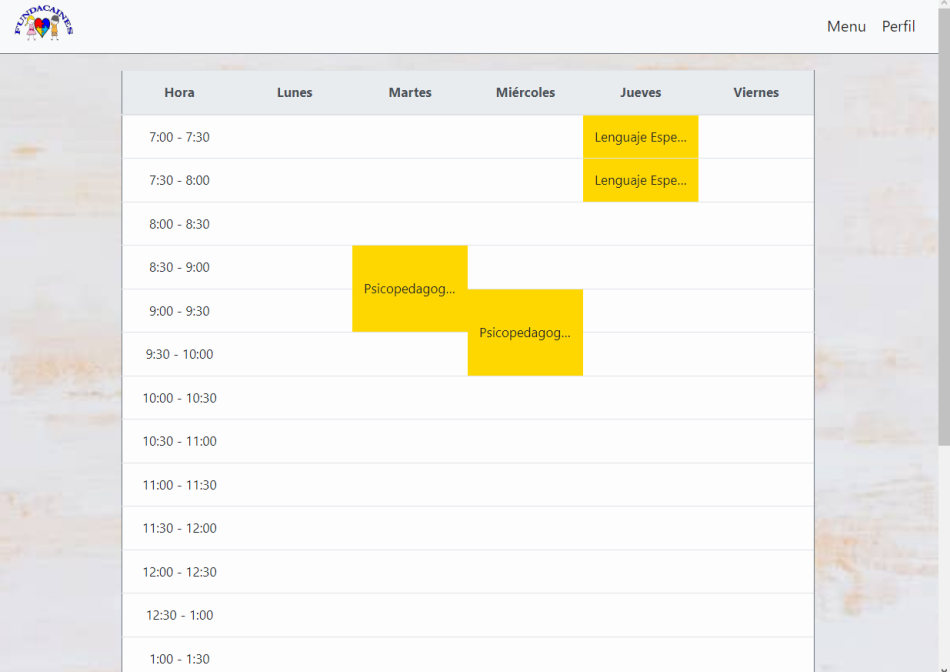 FUNDACAINES
Menu Perfil
Hora Lunes Martes Miércoles Jueves Viernes
7:00 - 7:30 Lenguaje Espe...
7:30 - 8:00 Lenguaje Espe...
8:00 - 8:30
8:30 - 9:00
Psicopedagog...
9:00 - 9:30
Psicopedagog...
9:30 - 10:00
10:00 - 10:30
10:30 - 11:00
11:00 - 11:30
11:30 - 12:00
12:00 - 12:30
12:30 - 1:00
1:00 - 1:30